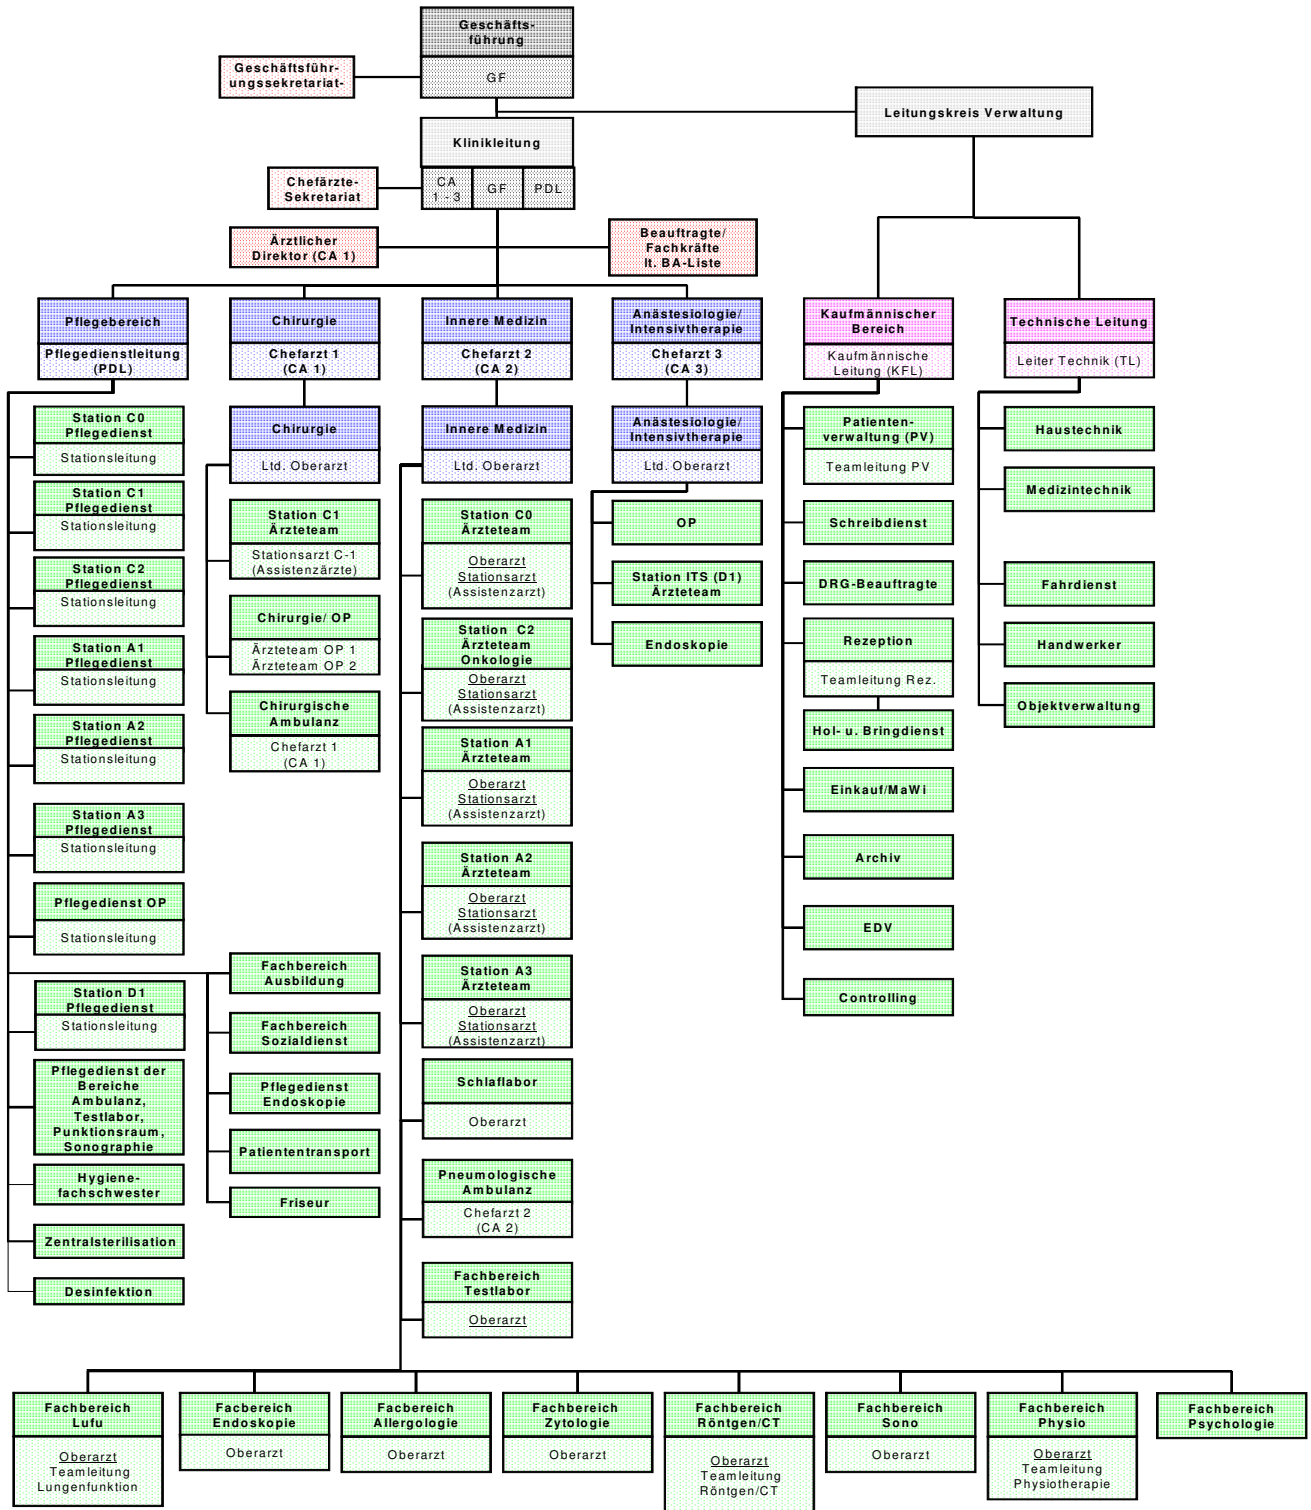 Geschäfts-
führung
GF
Geschäftsführ-
ungssekretariat-
Leitungskreis Verwaltung
Klinikleitung
CA
1 - 3
GF
PDL
Chefärzte-
Sekretariat
Ärztlicher
Direktor (CA 1)
Beauftragte/
Fachkräfte
lt. BA-Liste
Pflegebereich
Pflegedienstleitung
(PDL)
Chirurgie
Chefarzt 1
(CA 1)
Innere Medizin
Chefarzt 2
(CA 2)
Anästesiologie/
Intensivtherapie
Chefarzt 3
(CA 3)
Kaufmännischer
Bereich
Kaufmännische
Leitung (KFL)
Technische Leitung
Leiter Technik (TL)
Station C0
Pflegedienst
Stationsleitung
Station C1
Pflegedienst
Stationsleitung
Station C2
Pflegedienst
Stationsleitung
Station A1
Pflegedienst
Stationsleitung
Station A2
Pflegedienst
Stationsleitung
Station A3
Pflegedienst
Stationsleitung
Pflegedienst OP
Stationsleitung
Station D1
Pflegedienst
Stationsleitung
Pflegedienst der
Bereiche
Ambulanz,
Testlabor,
Punktionsraum,
Sonographie
Hygiene-
fachschwester
Zentralsterilisation
Desinfektion
Chirurgie
Ltd. Oberarzt
Station C1
Ärzteteam
Stationsarzt C-1
(Assistenzärzte)
Chirurgie/ OP
Ärzteteam OP 1
Ärzteteam OP 2
Chirurgische
Ambulanz
Chefarzt 1
(CA 1)
Fachbereich
Ausbildung
Fachbereich
Sozialdienst
Pflegedienst
Endoskopie
Patiententransport
Friseur
Innere Medizin
Ltd. Oberarzt
Station C0
Ärzteteam
Oberarzt
Stationsarzt
(Assistenzarzt)
Station C2
Ärzteteam
Onkologie
Oberarzt
Stationsarzt
(Assistenzarzt)
Station A1
Ärzteteam
Oberarzt
Stationsarzt
(Assistenzarzt)
Station A2
Ärzteteam
Oberarzt
Stationsarzt
(Assistenzarzt)
Station A3
Ärzteteam
Oberarzt
Stationsarzt
(Assistenzarzt)
Schlaflabor
Oberarzt
Pneumologische
Ambulanz
Chefarzt 2
(CA 2)
Fachbereich
Testlabor
Oberarzt
Anästesiologie/
Intensivtherapie
Ltd. Oberarzt
OP
Station ITS (D1)
Ärzteteam
Endoskopie
Patienten-
verwaltung (PV)
Teamleitung PV
Schreibdienst
DRG-Beauftragte
Rezeption
Teamleitung Rez.
Hol- u. Bringdienst
Einkauf/MaWi
Archiv
EDV
Controlling
Haustechnik
Medizintechnik
Fahrdienst
Handwerker
Objektverwaltung
Fachbereich
Lufu
Oberarzt
Teamleitung
Lungenfunktion
Facbereich
Endoskopie
Oberarzt
Fachbereich
Allergologie
Oberarzt
Fachbereich
Zytologie
Oberarzt
Fachbereich
Röntgen/CT
Oberarzt
Teamleitung
Röntgen/CT
Fachbereich
Sono
Oberarzt
Fachbereich
Physio
Oberarzt
Teamleitung
Physiotherapie
Fachbereich
Psychologie